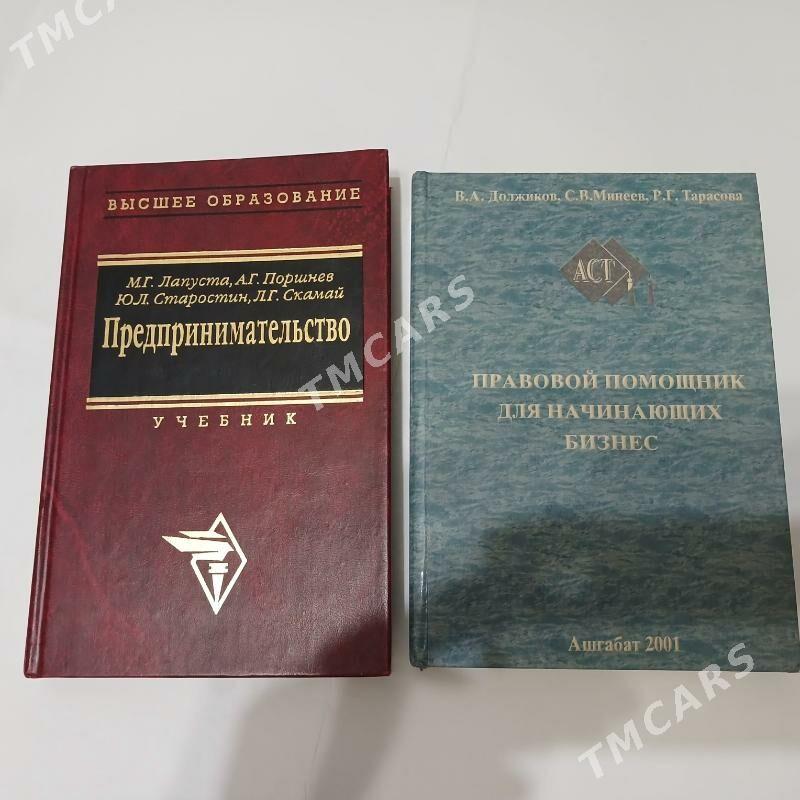 TMCARS
ВЫСШЕЕ ОБРАЗОВАНИЕ
М.Г. Лапуста, А.Г. Поршнев
Ю.Л. Старостин, Л.Г. Скамай
Предпринимательство
УЧЕБНИК
В.А. Должиков, С.В.Минеев, Р.Г. Тарасова
АСТ
ПРАВОВОЙ ПОМОЩНИК
ДЛЯ НАЧИНАЮЩИХ
БИЗНЕС
Ашгабат 2001
TMCARS
TMCARS